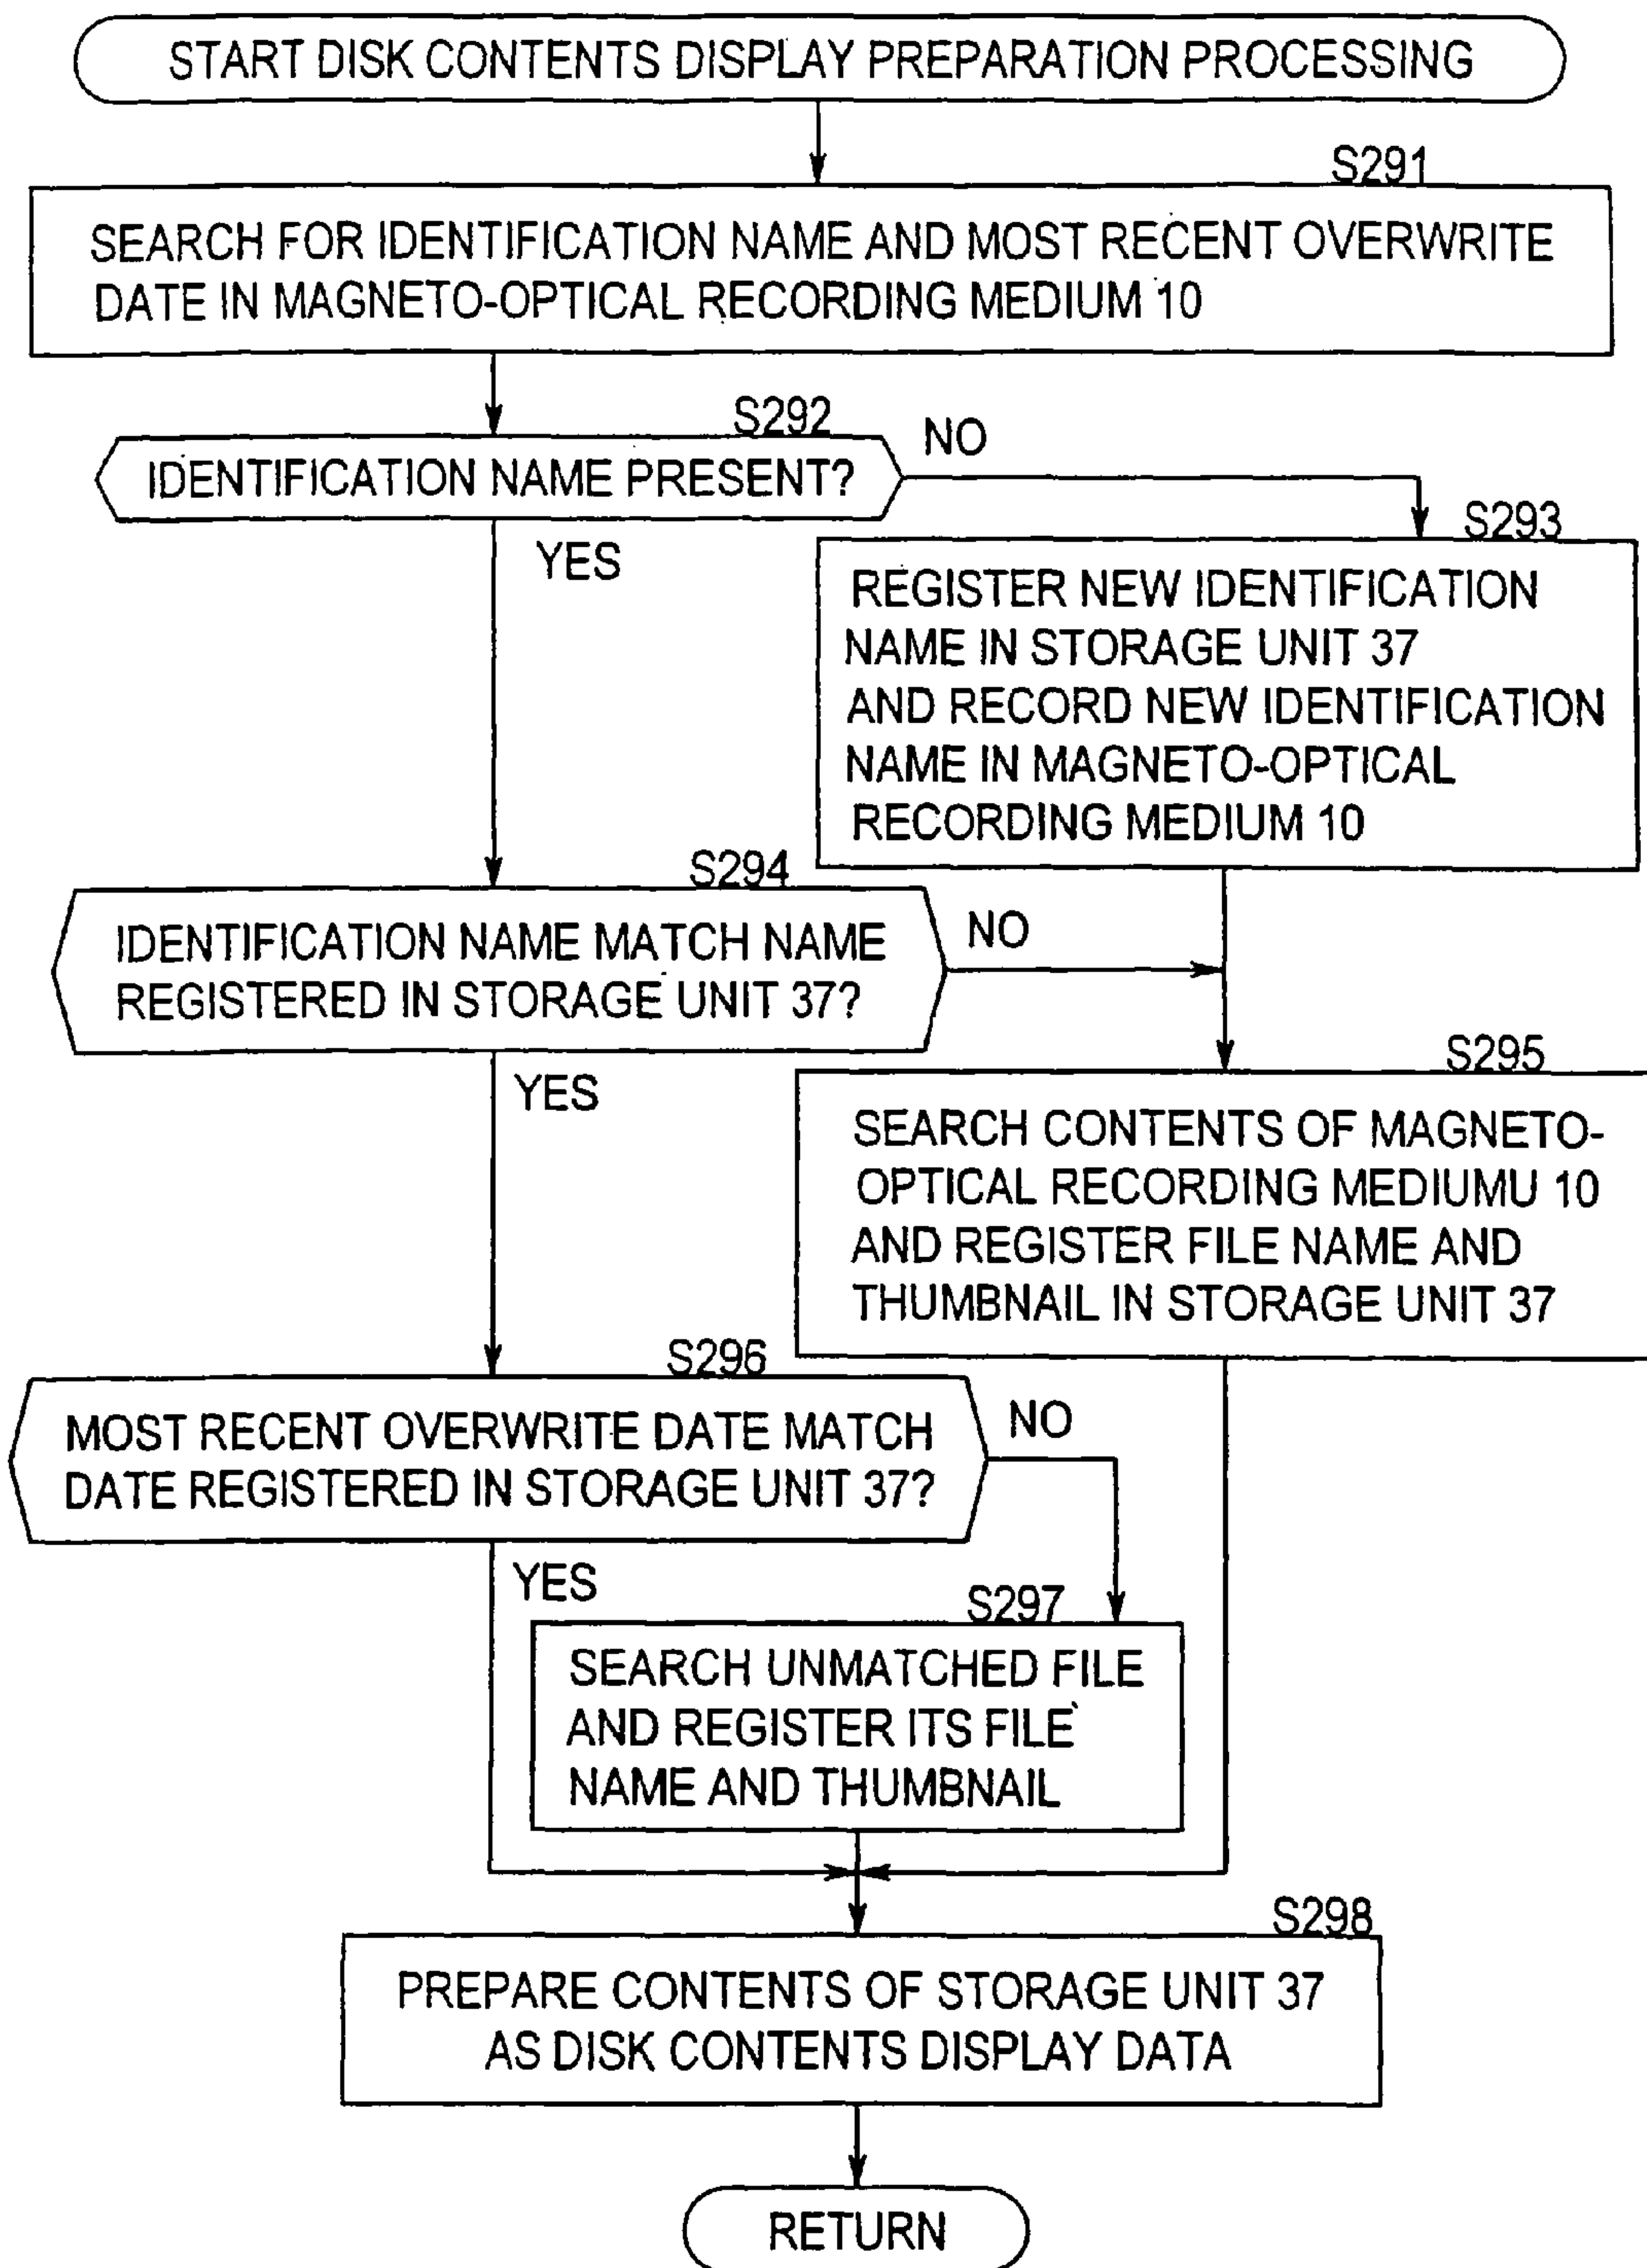 START DISK CONTENTS DISPLAY PREPARATION PROCESSING
S291
SEARCH FOR IDENTIFICATION NAME AND MOST RECENT OVERWRITE
DATE IN MAGNETO-OPTICAL RECORDING MEDIUM 10
S292
IDENTIFICATION NAME PRESENT?
NO
YES
S293
REGISTER NEW IDENTIFICATION
NAME IN STORAGE UNIT 37
AND RECORD NEW IDENTIFICATION
NAME IN MAGNETO-OPTICAL
RECORDING MEDIUM 10
S294
IDENTIFICATION NAME MATCH NAME
REGISTERED IN STORAGE UNIT 37?
NO
YES
S295
SEARCH CONTENTS OF MAGNETO-
OPTICAL RECORDING MEDIUMU 10
AND REGISTER FILE NAME AND
THUMBNAIL IN STORAGE UNIT 37
S296
MOST RECENT OVERWRITE DATE MATCH
DATE REGISTERED IN STORAGE UNIT 37?
NO
YES
S297
SEARCH UNMATCHED FILE
AND REGISTER ITS FILE
NAME AND THUMBNAIL
S298
PREPARE CONTENTS OF STORAGE UNIT 37
AS DISK CONTENTS DISPLAY DATA
RETURN